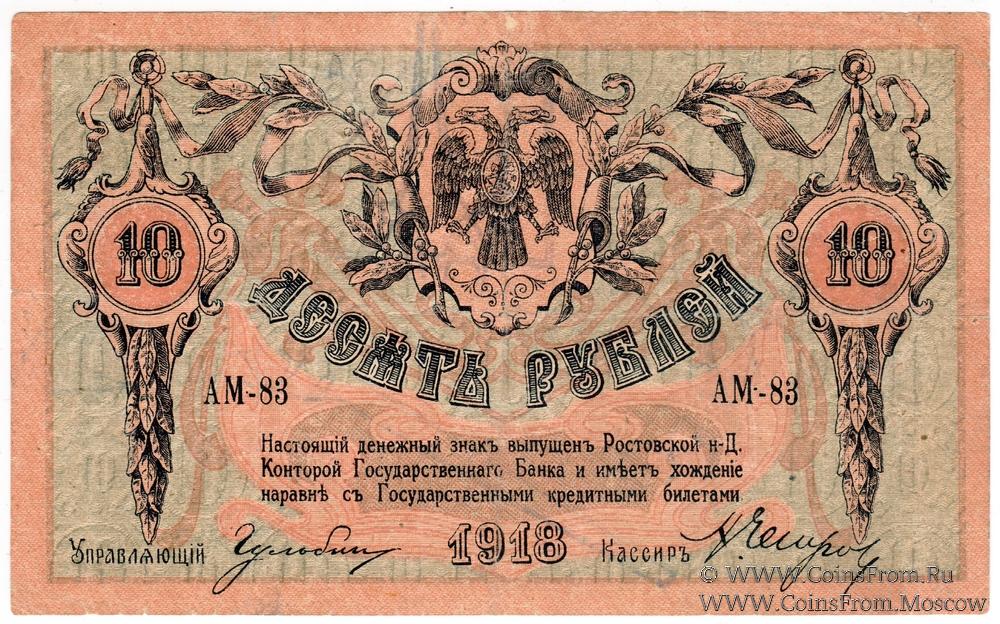 10 10
ДЕСЯТЬ РУБЛЕЙ
АМ-83 АМ-83
Настоящій денежный знакъ выпущенъ Ростовской н-Д.
Конторой Государственнаго Банка и имѣетъ хожденіе
наравнѣ съ Государственными кредитными билетами
Управляющій Гульбин 1918 Кассиръ
© WWW.CoinsFrom.Ru
WWW.CoinsFrom.Moscow